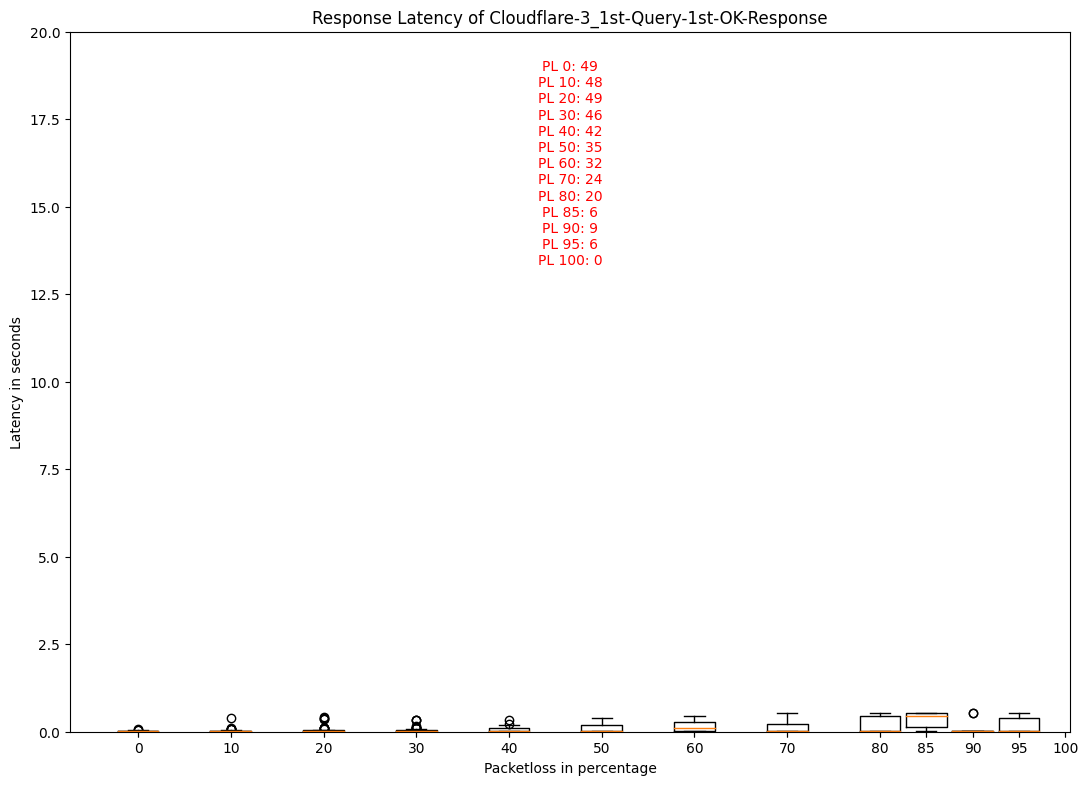 Response Latency of Cloudflare-3_1st-Query-1st-OK-Response
20.0
17.5
15.0
12.5
10.0
7.5
5.0
2.5
0.0
Latency in seconds
PL 0: 49
PL 10: 48
PL 20: 49
PL 30: 46
PL 40: 42
PL 50: 35
PL 60: 32
PL 70: 24
PL 80: 20
PL 85: 6
PL 90: 9
PL 95: 6
PL 100: 0
0 10 20 30 40 50 60 70 80 85 90 95 100
Packetloss in percentage